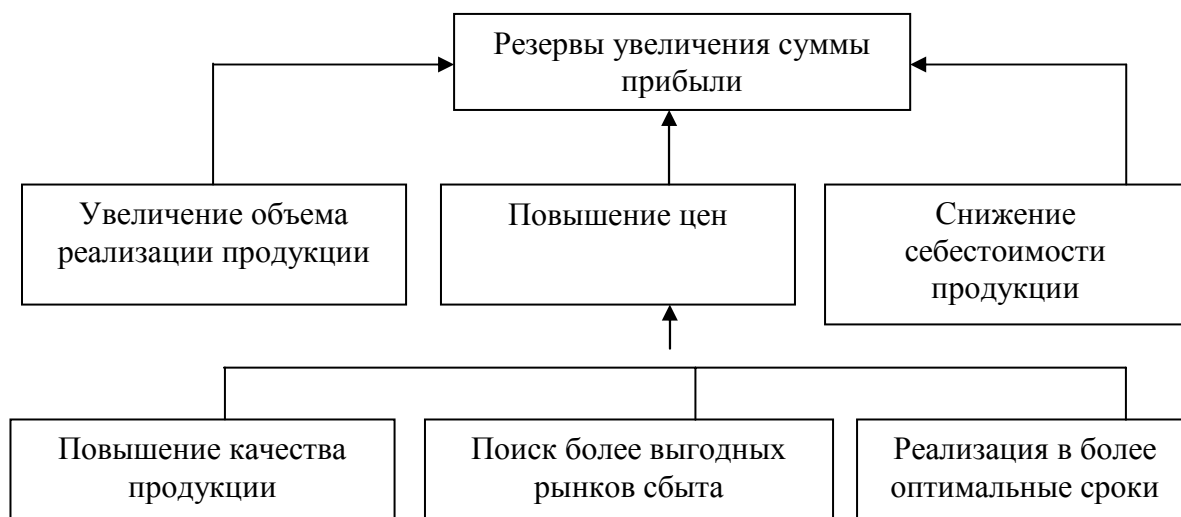 Резервы увеличения суммы
прибыли
Увеличение объема
реализации продукции
Повышение цен
Снижение
себестоимости
продукции
Повышение качества
продукции
Поиск более выгодных
рынков сбыта
Реализация в более
оптимальные сроки